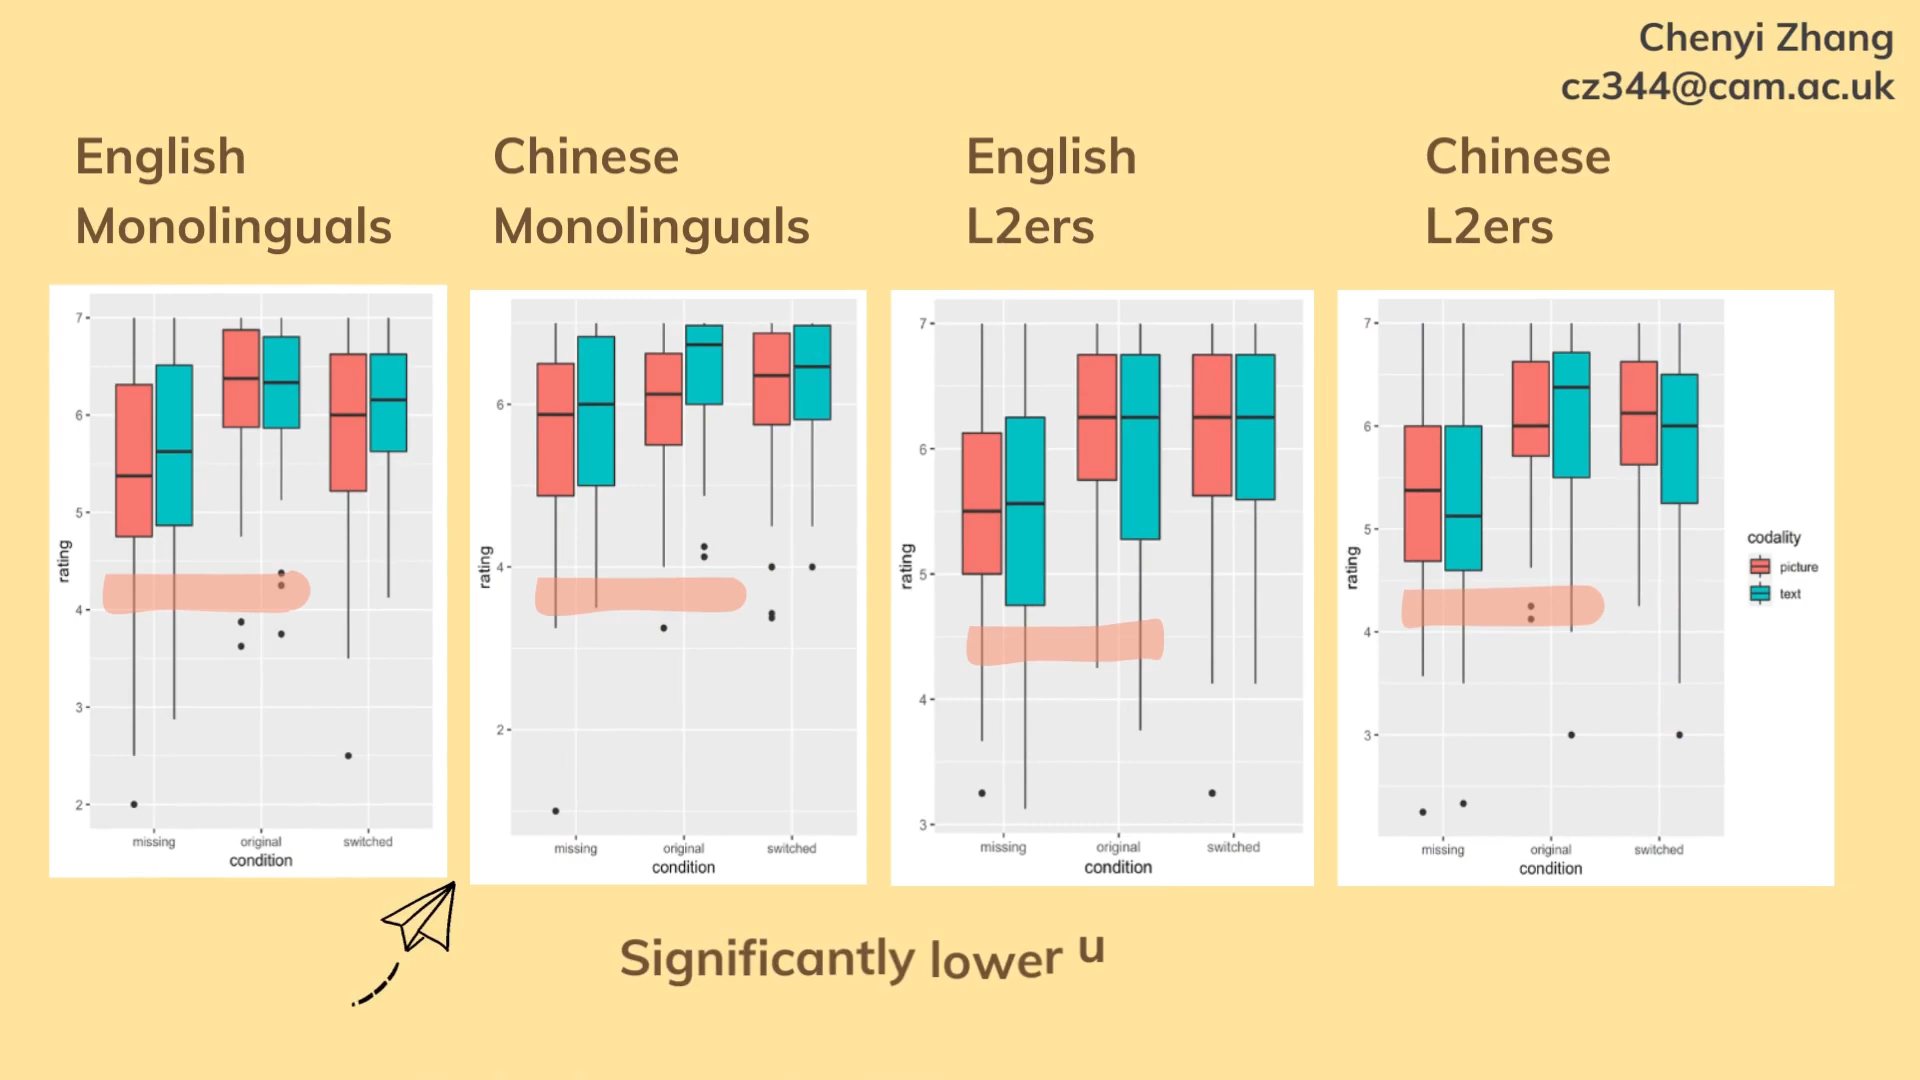 Chenyi Zhang
cz344@cam.ac.uk
English
Monolinguals
Chinese
Monolinguals
English
L2ers
Chinese
L2ers
7
6
5
4
3
2
rating
missing
original
switched
condition
6
4
2
rating
missing
original
switched
condition
7
6
5
4
3
rating
missing
original
switched
condition
7
6
5
4
3
rating
missing
original
switched
condition
codality
picture
text
Significantly lower u